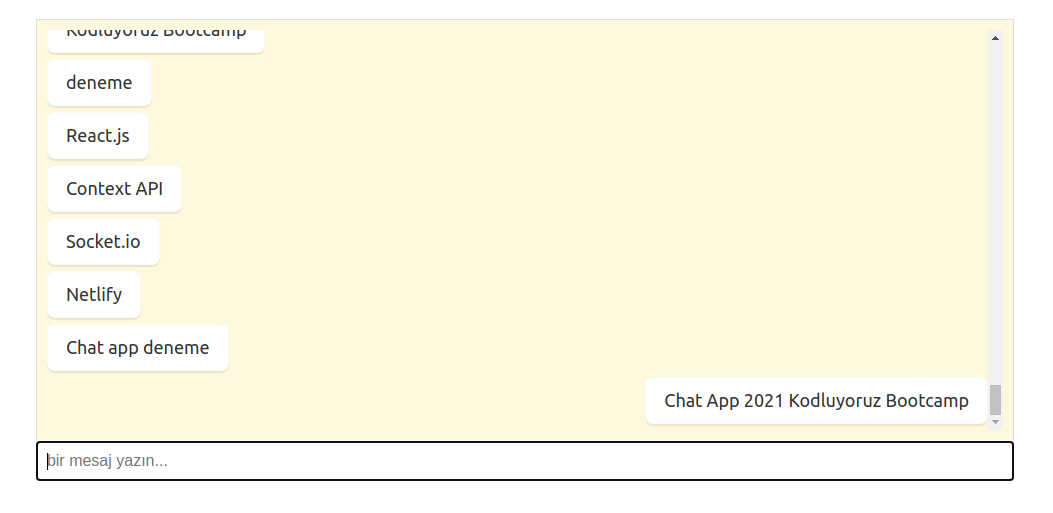 Kodluyoruz Bootcamp
deneme
React.js
Context API
Socket.io
Netlify
Chat app deneme
Chat App 2021 Kodluyoruz Bootcamp
bir mesaj yazın...